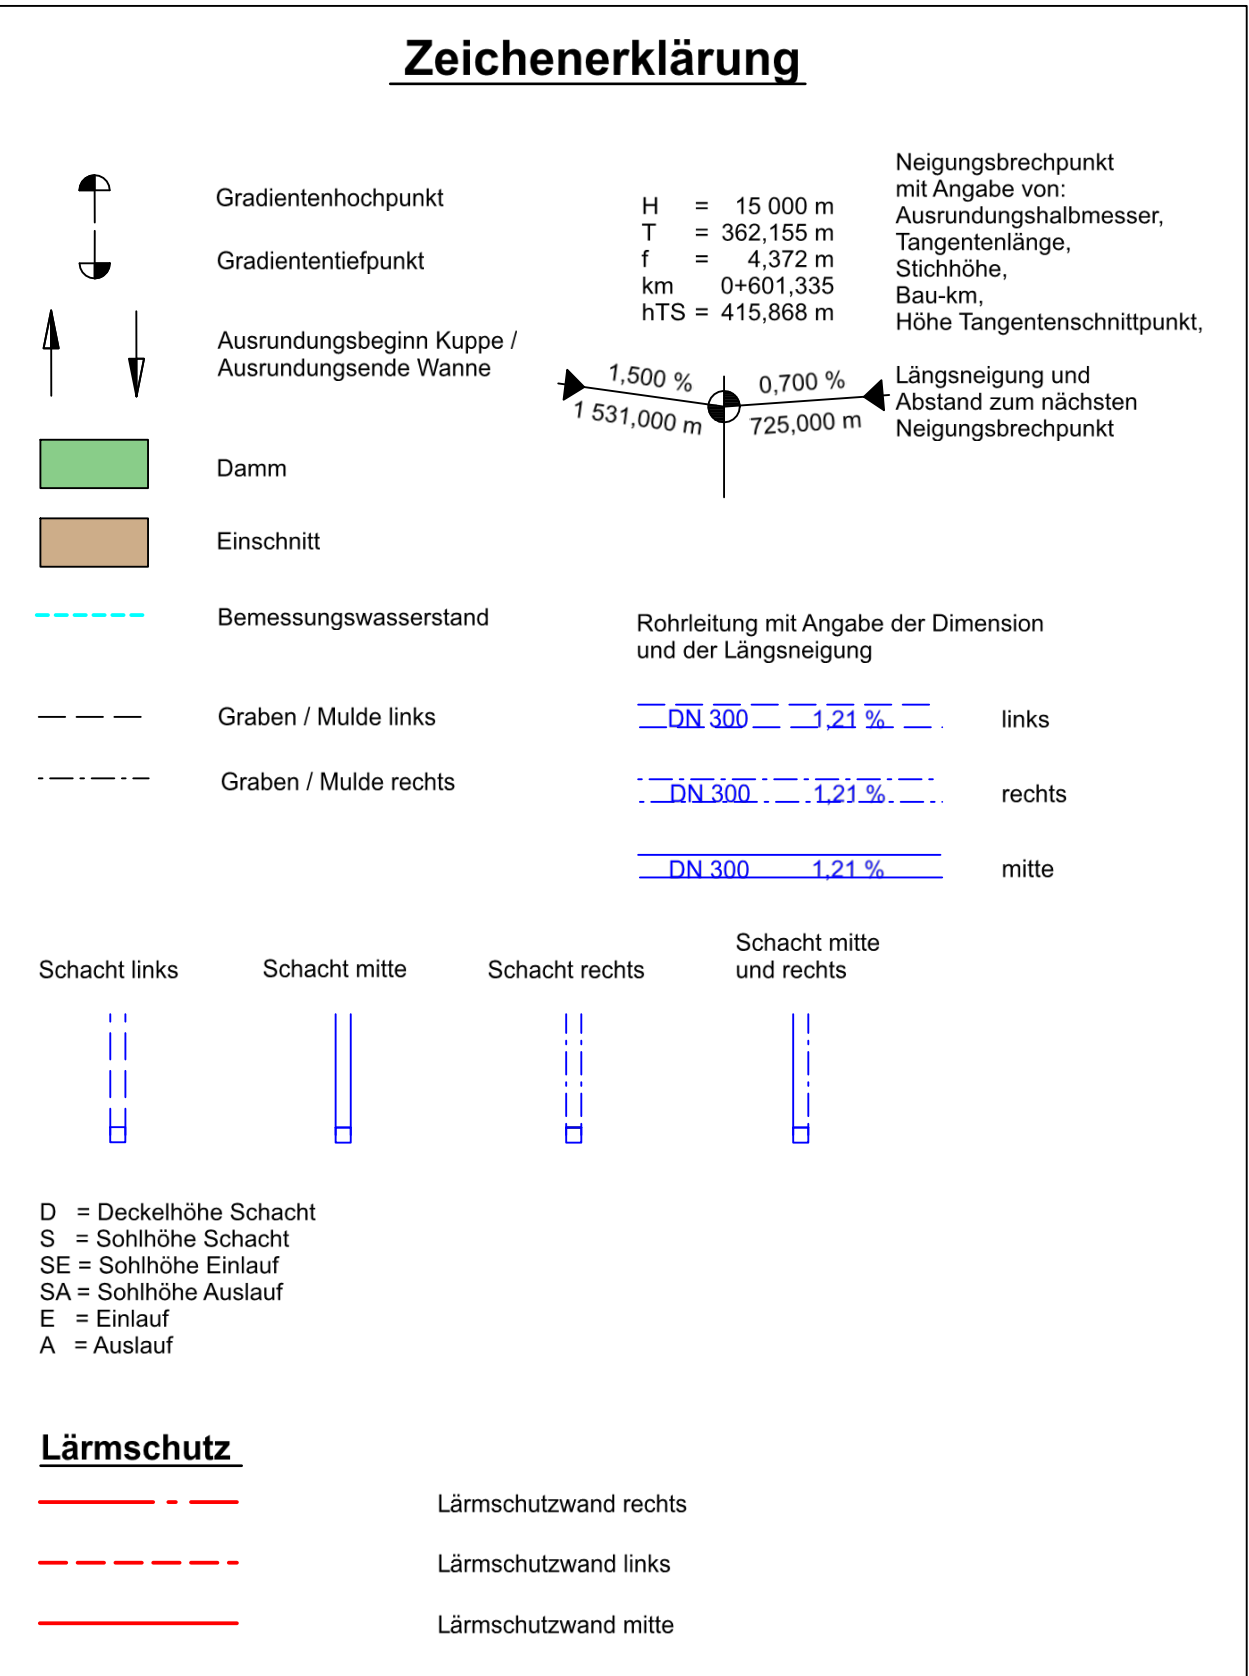 Zeichenerklärung
Gradientenhochpunkt
Gradiententiefpunkt
Ausrundungsbeginn Kuppe /
Ausrundungsende Wanne
Damm
Einschnitt
Bemessungswasserstand
Graben / Mulde links
Graben / Mulde rechts
H = 15 000 m
T = 362,155 m
f = 4,372 m
km 0+601,335
hTS = 415,868 m
1,500 %
0,700 %
1 531,000 m
725,000 m
Neigungsbrechpunkt
mit Angabe von:
Ausrundungshalbmesser,
Tangentenlänge,
Stichhöhe,
Bau-km,
Höhe Tangentenschnittpunkt,
Längsneigung und
Abstand zum nächsten
Neigungsbrechpunkt
Rohrleitung mit Angabe der Dimension
und der Längsneigung
DN 300 1,21 % links
DN 300 1,21 % rechts
DN 300 1,21 % mitte
Schacht links
Schacht mitte
Schacht rechts
Schacht mitte
und rechts
D = Deckelhöhe Schacht
S = Sohlhöhe Schacht
SE = Sohlhöhe Einlauf
SA = Sohlhöhe Auslauf
E = Einlauf
A = Auslauf
Lärmschutz
Lärmschutzwand rechts
Lärmschutzwand links
Lärmschutzwand mitte